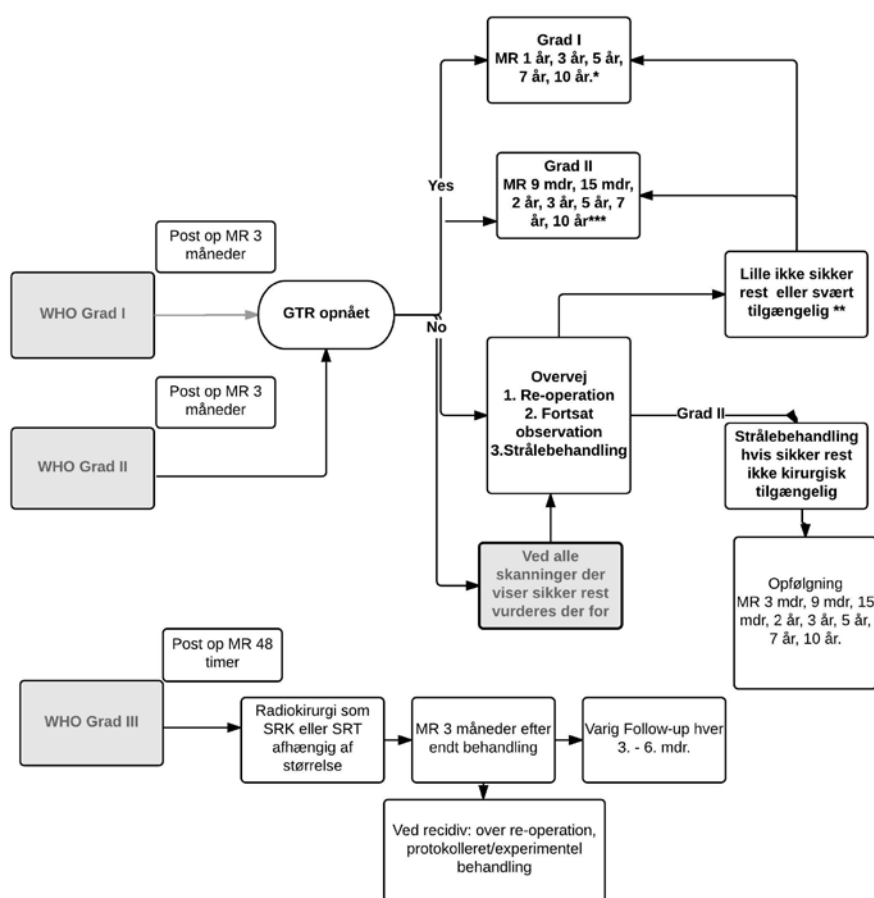 Grad I
MR 1 år, 3 år, 5 år,
7 år, 10 år.*
Yes
Grad II
MR 9 mdr, 15 mdr,
2 år, 3 år, 5 år, 7
år, 10 år***
Post op MR 3
måneder
WHO Grad I
GTR opnået
No
Lille ikke sikker
rest eller svært
tilgængelig **
Post op MR 3
måneder
WHO Grad II
Overvej
1. Re-operation
2. Fortsat
observation
3.Strålebehandling
Grad II
Strålebehandling
hvis sikker rest
ikke kirurgisk
tilgængelig
Ved alle
skanninger der
viser sikker rest
vurderes der for
Opfølgning
MR 3 mdr, 9 mdr, 15
mdr, 2 år, 3 år, 5 år,
7 år, 10 år.
Post op MR 48
timer
WHO Grad III
Radiokirurgi som
SRK eller SRT
afhængig af
størrelse
MR 3 måneder efter
endt behandling
Varig Follow-up hver
3. - 6. mdr.
Ved recidiv: over re-operation,
protokolleret/experimentel
behandling